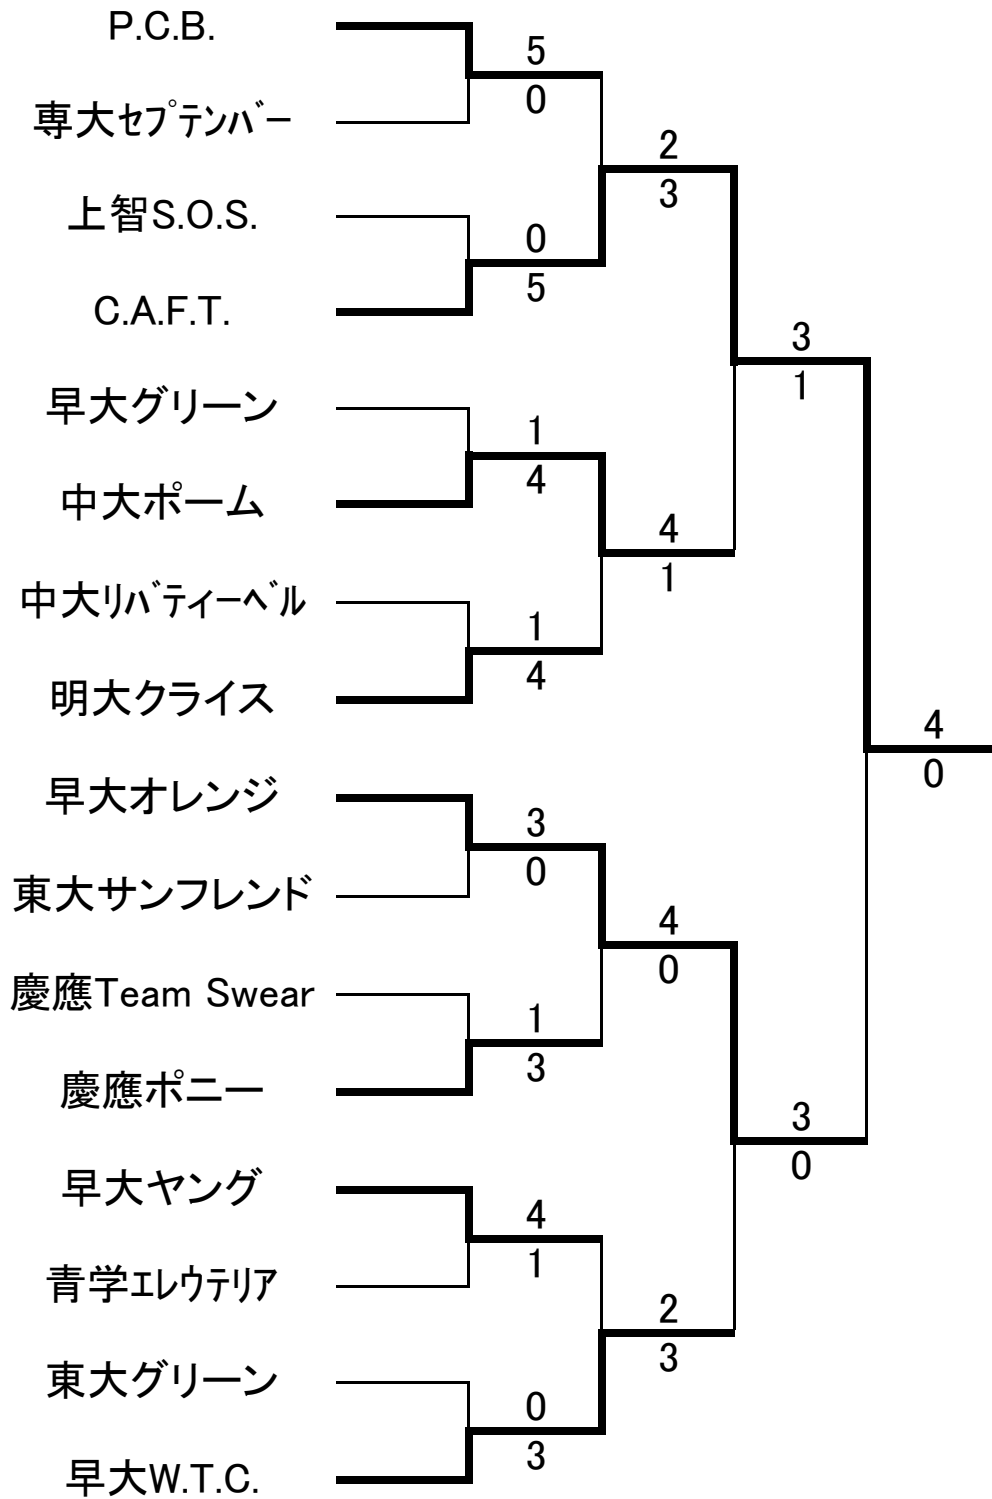 P.C.B.
5
0
専大ｾﾌﾟﾃﾝﾊﾞｰ
2
3
上智S.O.S.
0
5
C.A.F.T.
3
1
早大グリーン
1
4
中大ポーム
4
1
中大ﾘﾊﾞﾃｨｰﾍﾞﾙ
1
4
明大クライス
4
0
早大オレンジ
3
0
東大サンフレンド
4
0
慶應Team Swear
1
3
慶應ポニー
3
0
早大ヤング
4
1
青学ｴﾚｳﾃﾘｱ
2
3
東大グリーン
0
3
早大W.T.C.